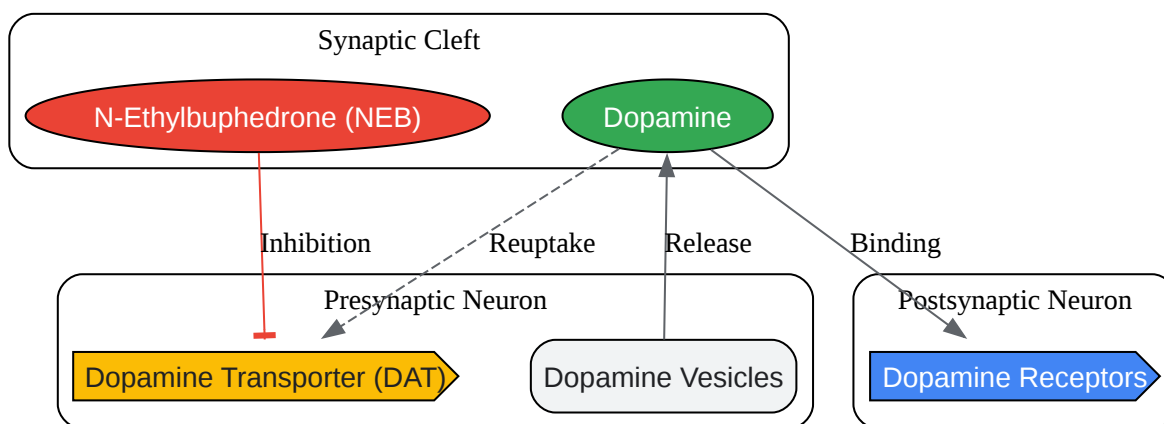 Synaptic Cleft
N-Ethylbuphedrone (NEB)
Dopamine
Inhibition
Reuptake
Release
Binding
Presynaptic Neuron
Postsynaptic Neuron
Dopamine Transporter (DAT)
Dopamine Vesicles
Dopamine Receptors